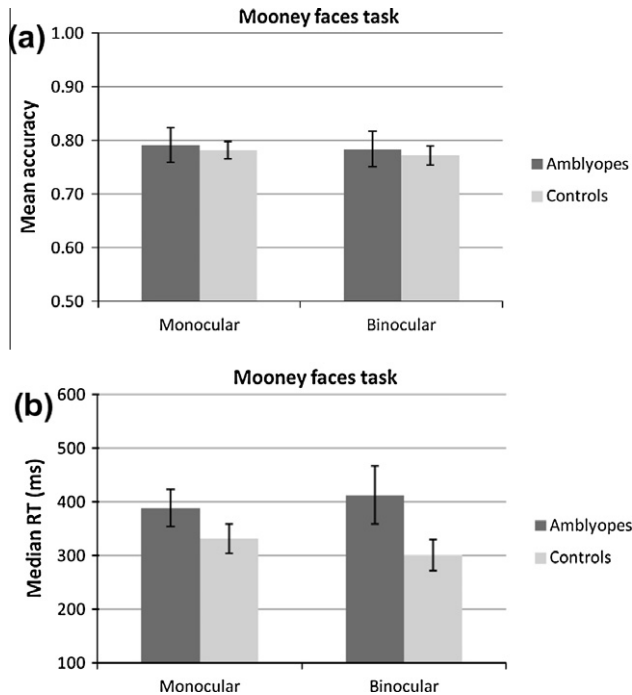 (a)
Mooney faces task
Mean accuracy
1.00
0.90
0.80
0.70
0.60
0.50
Monocular
Binocular
Amblyopes
Controls
(b)
Mooney faces task
Median RT (ms)
600
500
400
300
200
100
Monocular
Binocular
Amblyopes
Controls